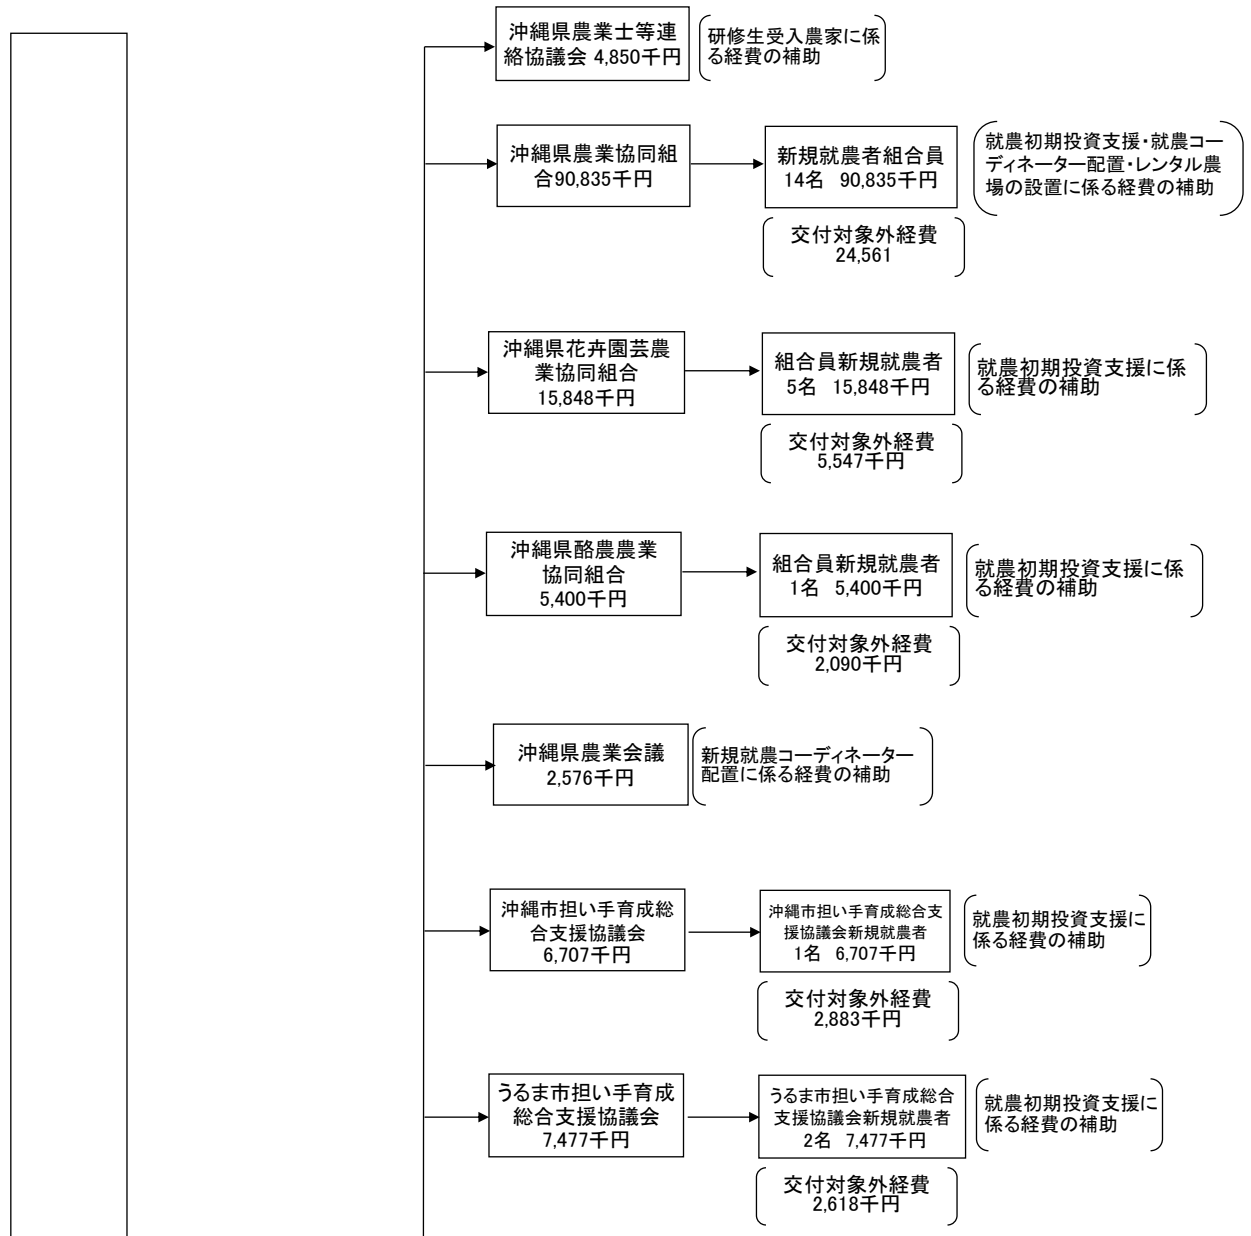 沖縄県農業士等連
絡協議会 4,850千円
研修生受入農家に係
る経費の補助
沖縄県農業協同組
合90,835千円
新規就農者組合員
14名 90,835千円
就農初期投資支援・就農コー
ディネーター配置・レンタル農
場の設置に係る経費の補助
交付対象外経費
24,561
沖縄県花卉園芸農
業協同組合
15,848千円
組合員新規就農者
5名 15,848千円
就農初期投資支援に係
る経費の補助
交付対象外経費
5,547千円
沖縄県酪農農業
協同組合
5,400千円
組合員新規就農者
1名 5,400千円
就農初期投資支援に係
る経費の補助
交付対象外経費
2,090千円
沖縄県農業会議
2,576千円
新規就農コーディネーター
配置に係る経費の補助
沖縄市担い手育成総
合支援協議会
6,707千円
沖縄市担い手育成総合支
援協議会新規就農者
1名 6,707千円
就農初期投資支援に
係る経費の補助
交付対象外経費
2,883千円
うるま市担い手育成
総合支援協議会
7,477千円
うるま市担い手育成総合
支援協議会新規就農者
2名 7,477千円
就農初期投資支援に
係る経費の補助
交付対象外経費
2,618千円